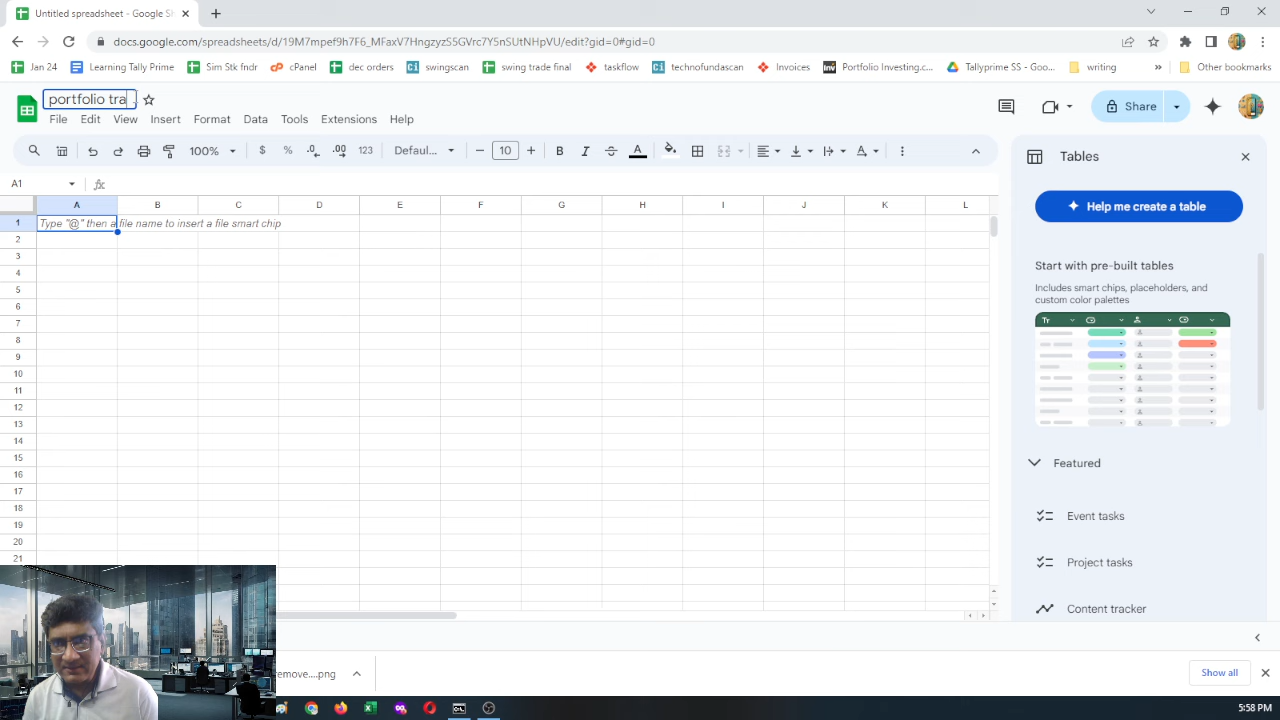 Untitled spreadsheet - Google Sh
docs.google.com/spreadsheets/d/19M7mpef9h7F6_MFaxV7HngzyzS5GVrc7Y5nSUtNHpVU/edit?gid=0#gid=0
Jan 24 Learning Tally Prime Sim Stk fndr cPanel dec orders swingscan swing trade final taskflow technofundascan Invoices Portfolio Investing.c... Tallyprime SS - Goo... writing » Other bookmarks
portfolio tra
File Edit View Insert Format Data Tools Extensions Help
Share
100% $ % .0 .00 123 Defaul... 10 B I S A
A1 fx
A B C D E F G H I J K L
1 Type "@" then a file name to insert a file smart chip
2
3
4
5
6
7
8
9
10
11
12
13
14
15
16
17
18
19
20
21
Tables
Help me create a table
Start with pre-built tables
Includes smart chips, placeholders, and
custom color palettes
Featured
Event tasks
Project tasks
Content tracker
remove....png
Show all
5:58 PM